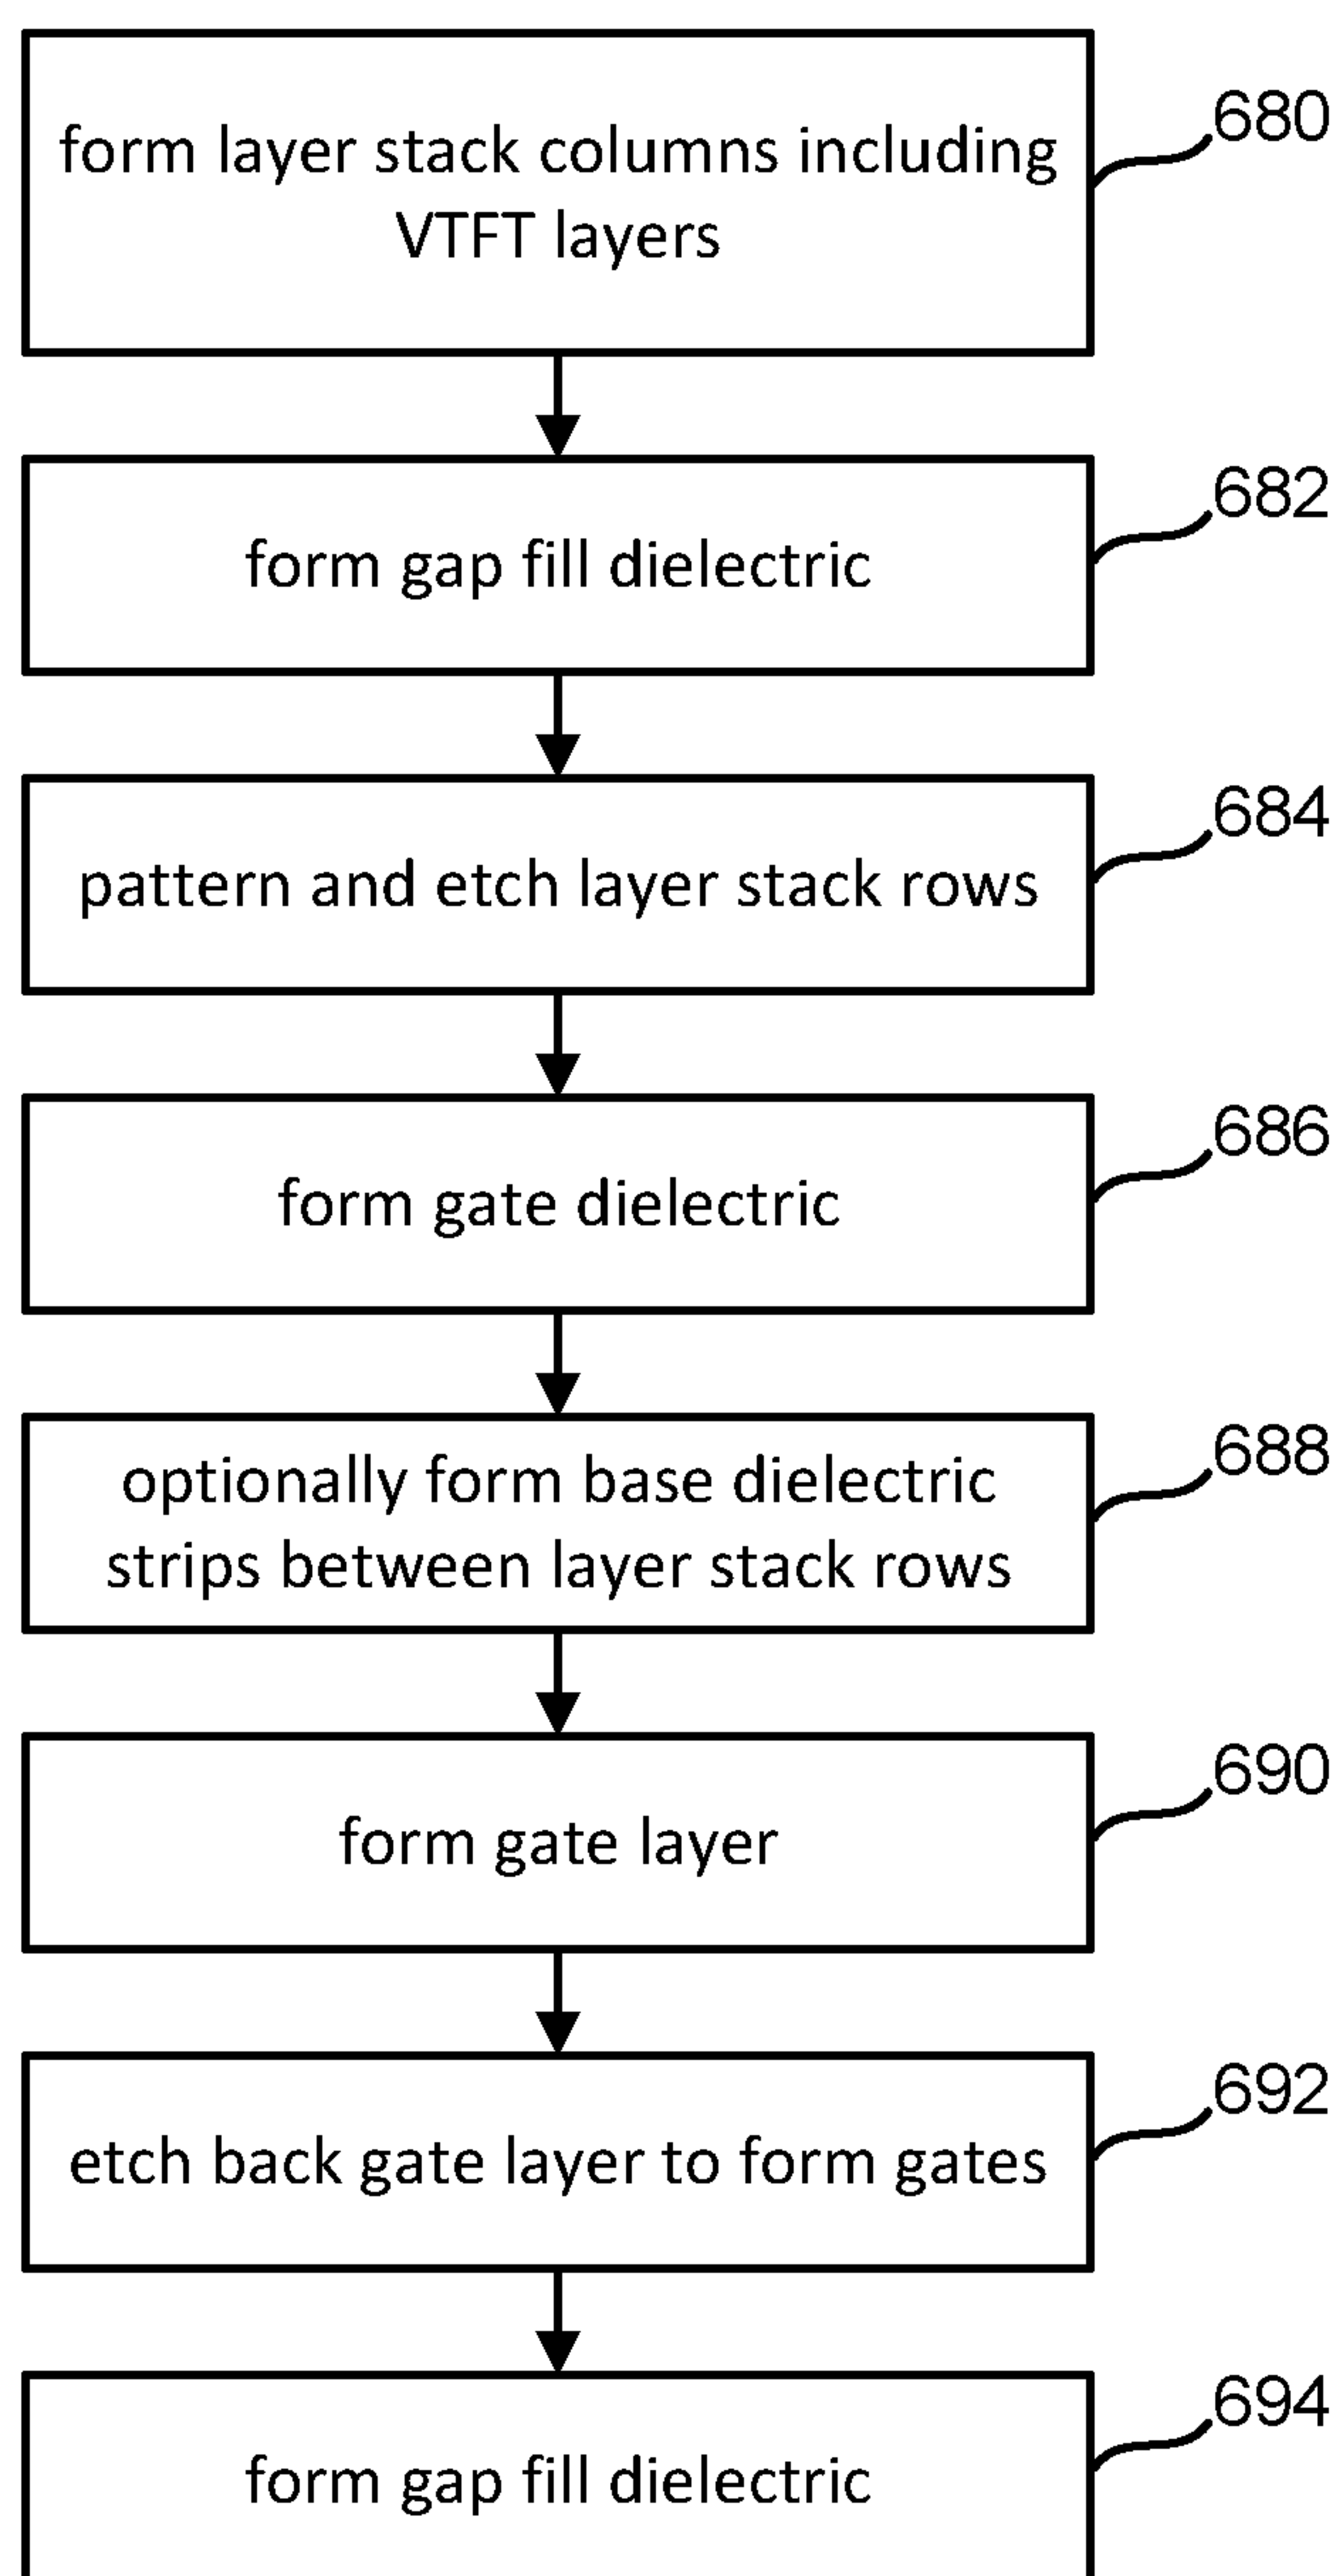 form layer stack columns including
VTFT layers
680
form gap fill dielectric
682
pattern and etch layer stack rows
684
form gate dielectric
686
optionally form base dielectric
strips between layer stack rows
688
form gate layer
690
etch back gate layer to form gates
692
form gap fill dielectric
694